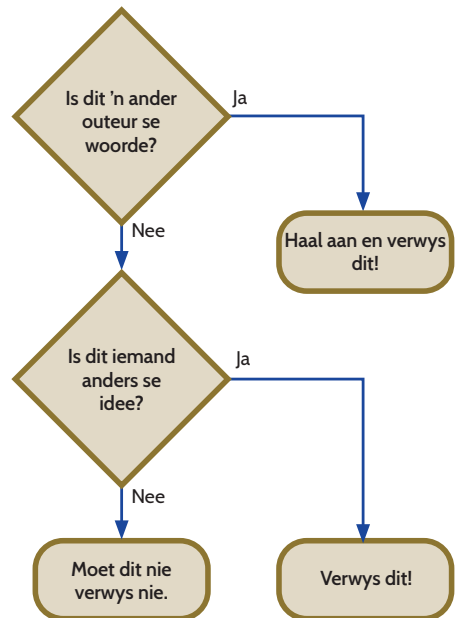 Is dit 'n ander
outeur se
woorde?
Ja
Haal aan en verwys
dit!
Nee
Is dit iemand
anders se
idee?
Ja
Nee
Moet dit nie
verwys nie.
Verwys dit!